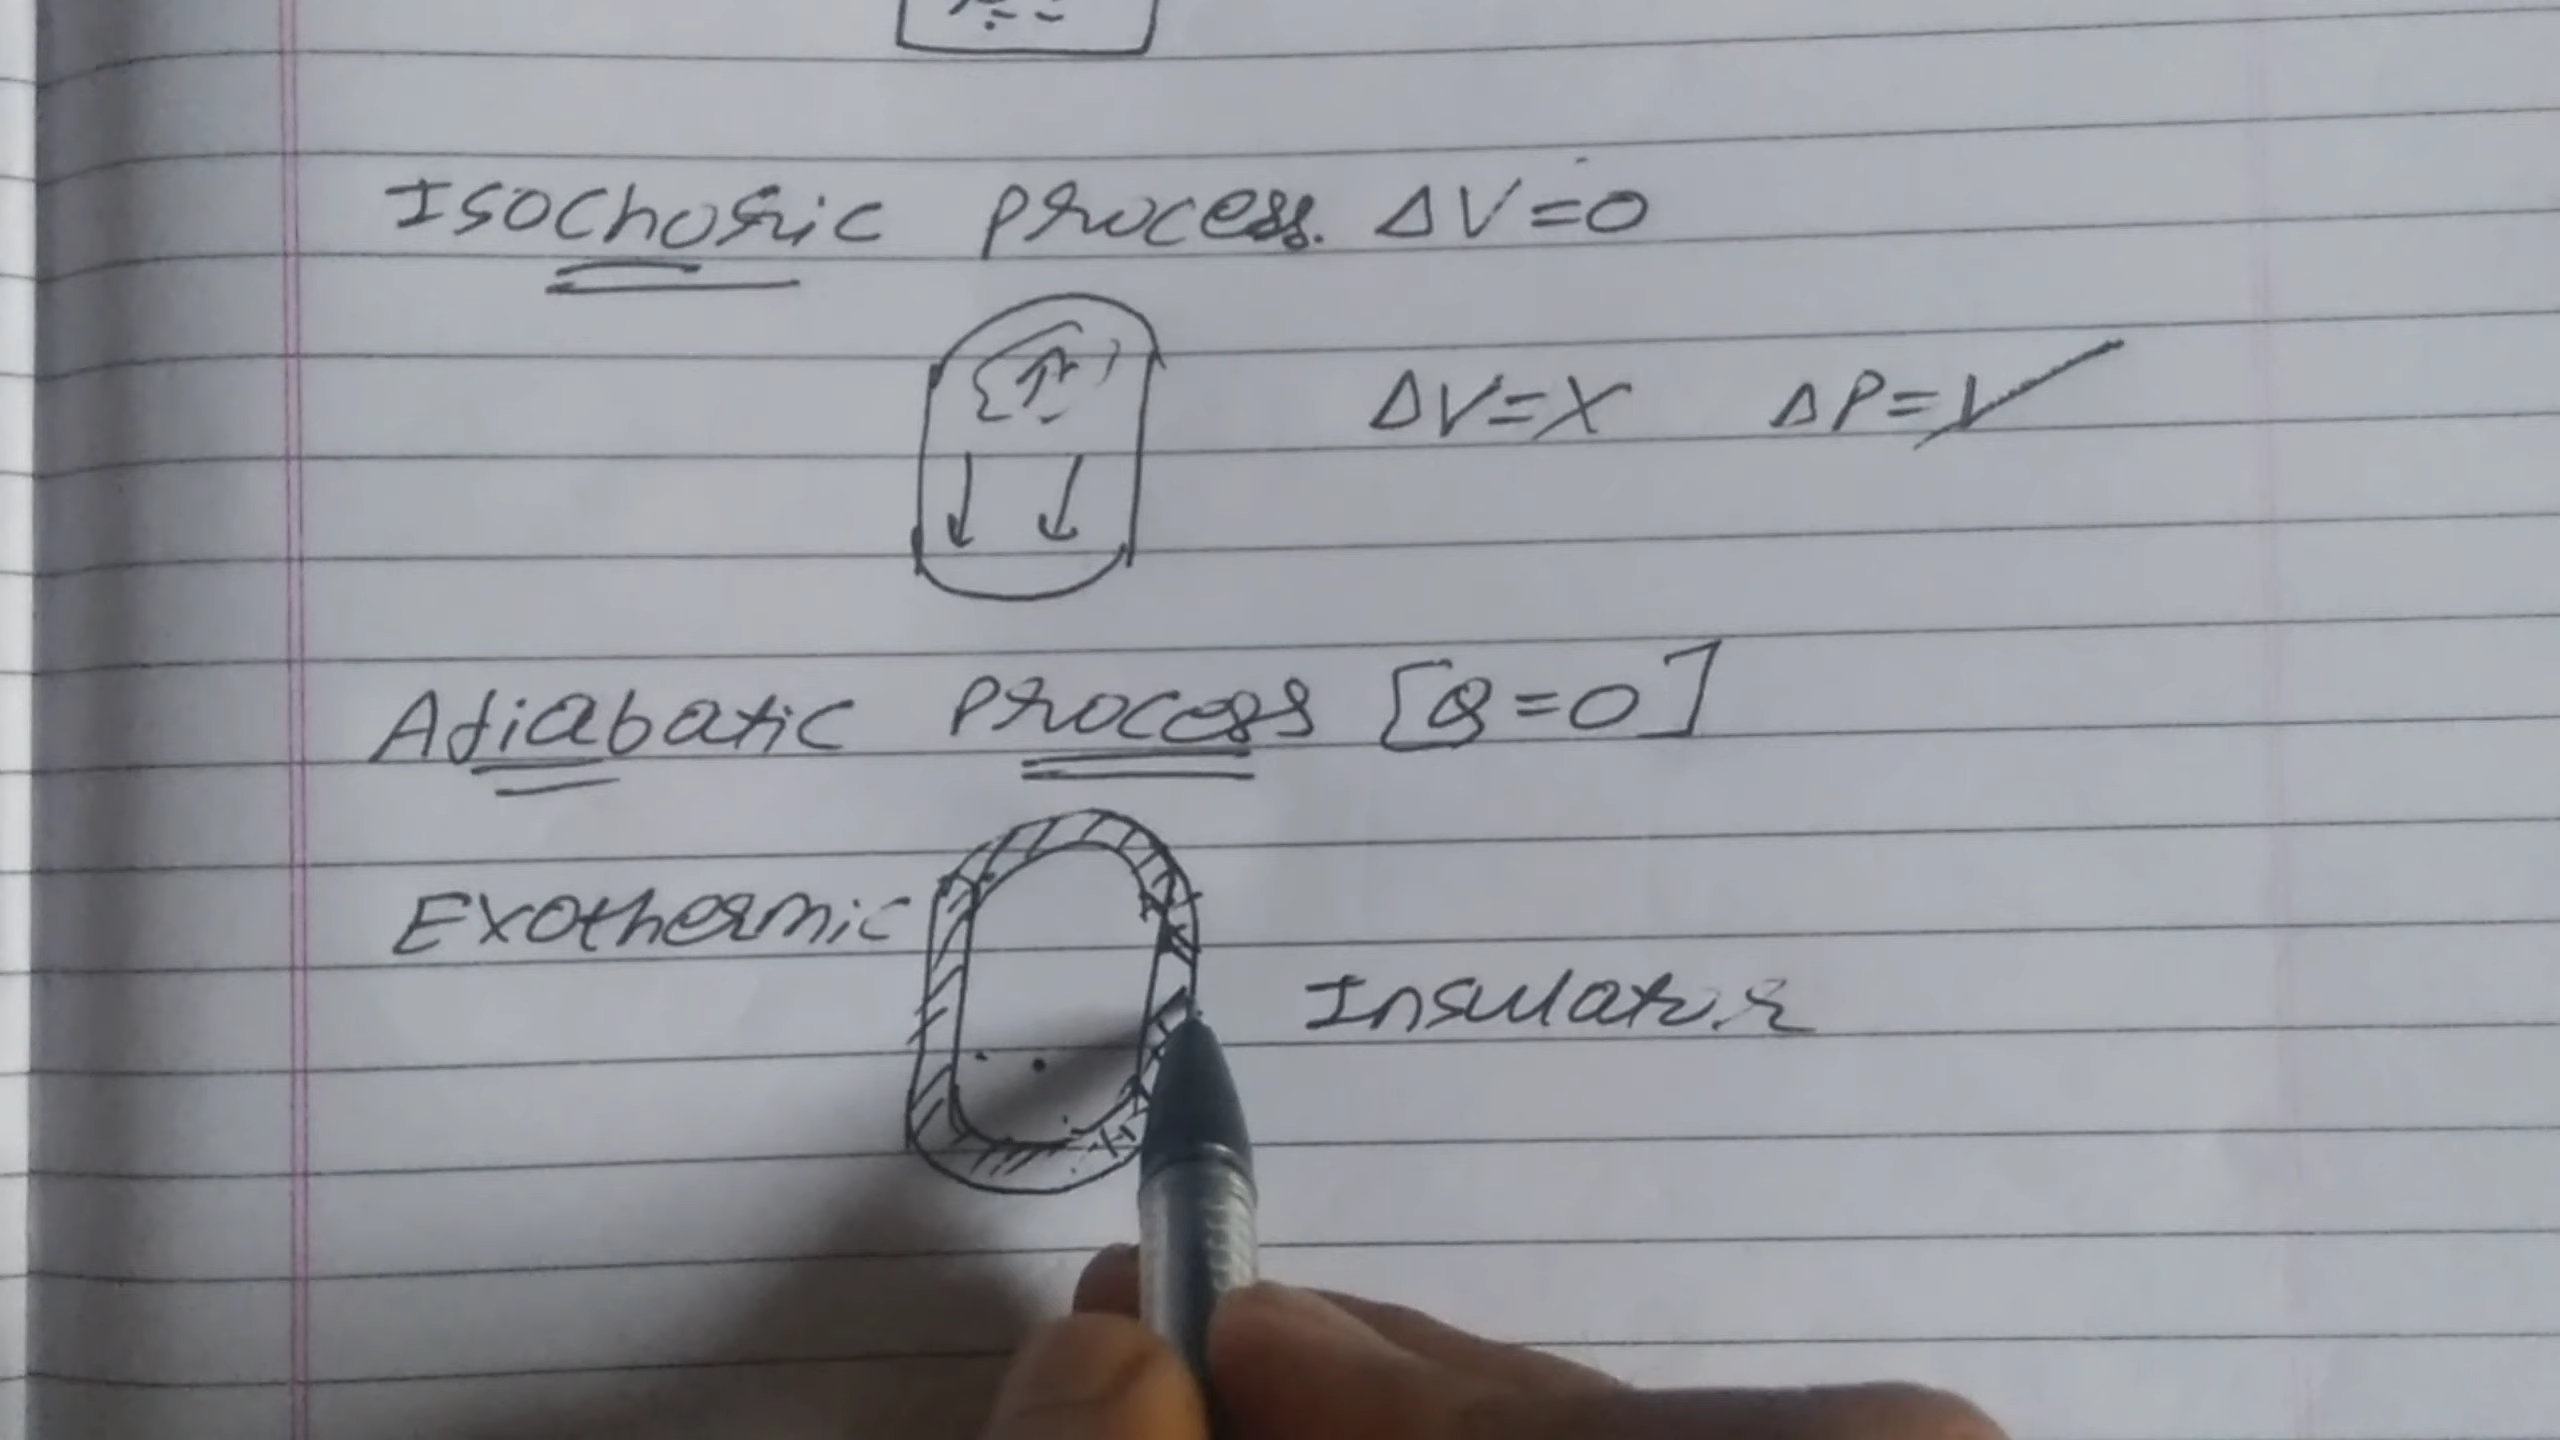 Isochoric process. ΔV=0
ΔV=X ΔP=✓
Adiabatic process [Q=0]
Exothermic
Insulator